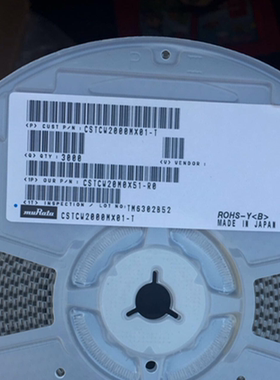 (P) CUST P/N: CSTCW2000MX01-T
(Q) QTY: 3000
(V) VENDOR:
(1P) OUR P/N: CSTCW20M0X51-R0
(1T) INSPECTION / LOT NO: TM6302852
muRata CSTCW2000MX01-T
ROHS-Y<B>
MADE IN JAPAN